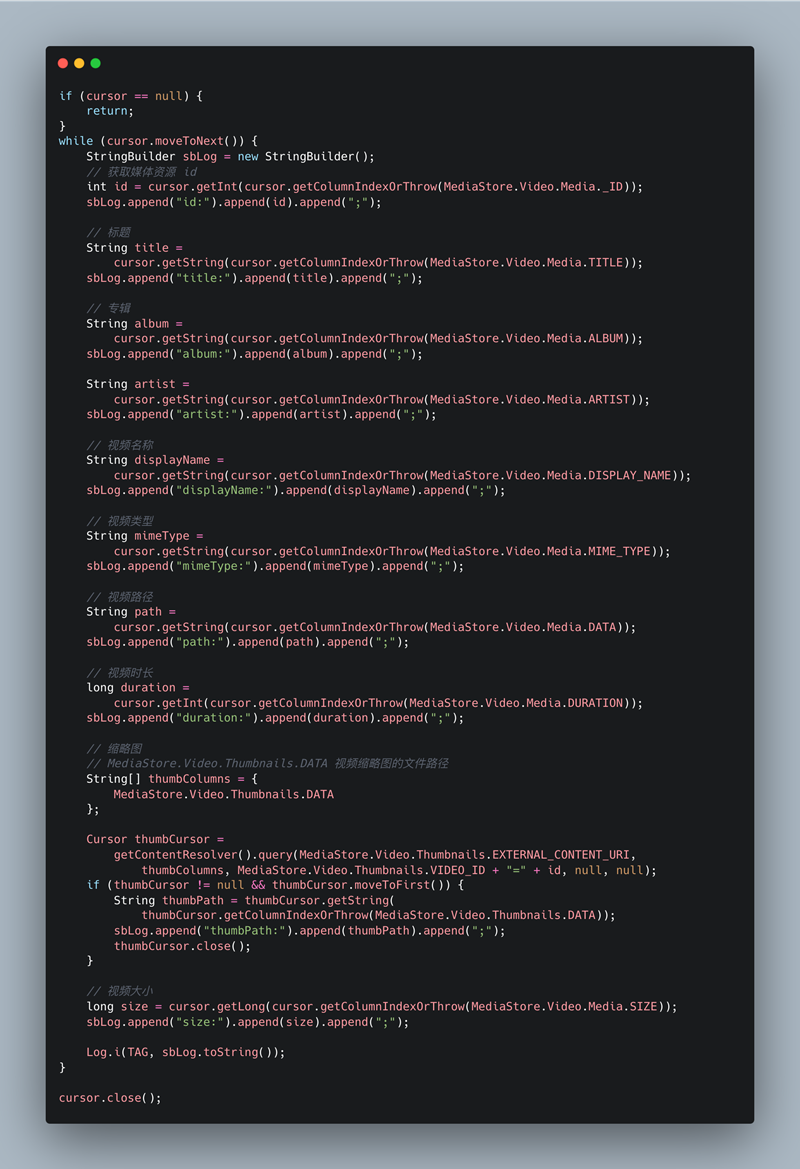 if (cursor == null) {
    return;
}
while (cursor.moveToNext()) {
    StringBuilder sbLog = new StringBuilder();
    // 获取媒体资源 id
    int id = cursor.getInt(cursor.getColumnIndexOrThrow(MediaStore.Video.Media._ID));
    sbLog.append("id:").append(id).append(";");

    // 标题
    String title =
        cursor.getString(cursor.getColumnIndexOrThrow(MediaStore.Video.Media.TITLE));
    sbLog.append("title:").append(title).append(";");

    // 专辑
    String album =
        cursor.getString(cursor.getColumnIndexOrThrow(MediaStore.Video.Media.ALBUM));
    sbLog.append("album:").append(album).append(";");

    String artist =
        cursor.getString(cursor.getColumnIndexOrThrow(MediaStore.Video.Media.ARTIST));
    sbLog.append("artist:").append(artist).append(";");

    // 视频名称
    String displayName =
        cursor.getString(cursor.getColumnIndexOrThrow(MediaStore.Video.Media.DISPLAY_NAME));
    sbLog.append("displayName:").append(displayName).append(";");

    // 视频类型
    String mimeType =
        cursor.getString(cursor.getColumnIndexOrThrow(MediaStore.Video.Media.MIME_TYPE));
    sbLog.append("mimeType:").append(mimeType).append(";");

    // 视频路径
    String path =
        cursor.getString(cursor.getColumnIndexOrThrow(MediaStore.Video.Media.DATA));
    sbLog.append("path:").append(path).append(";");

    // 视频时长
    long duration =
        cursor.getInt(cursor.getColumnIndexOrThrow(MediaStore.Video.Media.DURATION));
    sbLog.append("duration:").append(duration).append(";");

    // 缩略图
    // MediaStore.Video.Thumbnails.DATA 视频缩略图的文件路径
    String[] thumbColumns = {
        MediaStore.Video.Thumbnails.DATA
    };

    Cursor thumbCursor =
        getContentResolver().query(MediaStore.Video.Thumbnails.EXTERNAL_CONTENT_URI,
            thumbColumns, MediaStore.Video.Thumbnails.VIDEO_ID + "=" + id, null, null);
    if (thumbCursor != null && thumbCursor.moveToFirst()) {
        String thumbPath = thumbCursor.getString(
            thumbCursor.getColumnIndexOrThrow(MediaStore.Video.Thumbnails.DATA));
        sbLog.append("thumbPath:").append(thumbPath).append(";");
        thumbCursor.close();
    }

    // 视频大小
    long size = cursor.getLong(cursor.getColumnIndexOrThrow(MediaStore.Video.Media.SIZE));
    sbLog.append("size:").append(size).append(";");

    Log.i(TAG, sbLog.toString());
}

cursor.close();